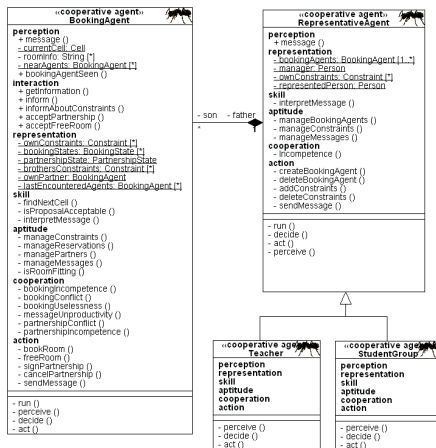 «cooperative agent»
BookingAgent
perception
+ message ()
- currentCell: Cell
- roomInfo: String [*]
- nearAgents: BookingAgent [*]
+ bookingAgentSeen ()
interaction
+ getInformation ()
+ inform ()
+ informAboutConstraints ()
+ acceptPartnership ()
+ acceptFreeRoom ()
representation
- ownConstraints: Constraint [*]
- bookingStates: BookingState [*]
- partnershipState: PartnershipState
- brothersConstraints: Constraint [*]
- ownPartner: BookingAgent
- lastEncounteredAgents: BookingAgent [*]
skill
- findNextCell ()
- isProposalAcceptable ()
- interpretMessage ()
aptitude
- manageConstraints ()
- manageReservations ()
- managePartners ()
- manageMessages ()
- isRoomFitting ()
cooperation
- bookingIncompetence ()
- bookingConflict ()
- bookingUselessness ()
- messageUnproductivity ()
- partnershipConflict ()
- partnershipIncompetence ()
action
- bookRoom ()
- freeRoom ()
- signPartnership ()
- cancelPartnership ()
- sendMessage ()
- run ()
- perceive ()
- decide ()
- act ()
- son - father
*
«cooperative agent»
RepresentativeAgent
perception
+ message ()
representation
- bookingAgents: BookingAgent [1..*]
- manager: Person
- ownConstraints: Constraint [*]
- representedPerson: Person
skill
- interpretMessage ()
aptitude
- manageBookingAgents ()
- manageConstraints ()
- manageMessages ()
cooperation
- incompetence ()
action
- createBookingAgent ()
- deleteBookingAgent ()
- addConstraints ()
- deleteConstraints ()
- sendMessage ()
- run ()
- decide ()
- act ()
- perceive ()
«cooperative age
Teacher
perception
representation
skill
aptitude
cooperation
action
- perceive ()
- decide ()
- act ()
«cooperative age
StudentGroup
perception
representation
skill
aptitude
cooperation
action
- perceive ()
- decide ()
- act ()